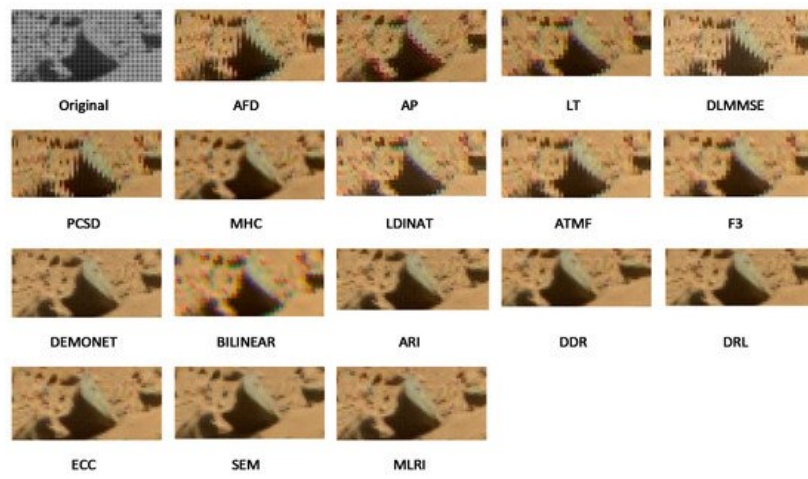 Original AFD AP LT DLMMSE
PCSD MHC LDINAT ATMF F3
DEMONET BILINEAR ARI DDR DRL
ECC SEM MLRI